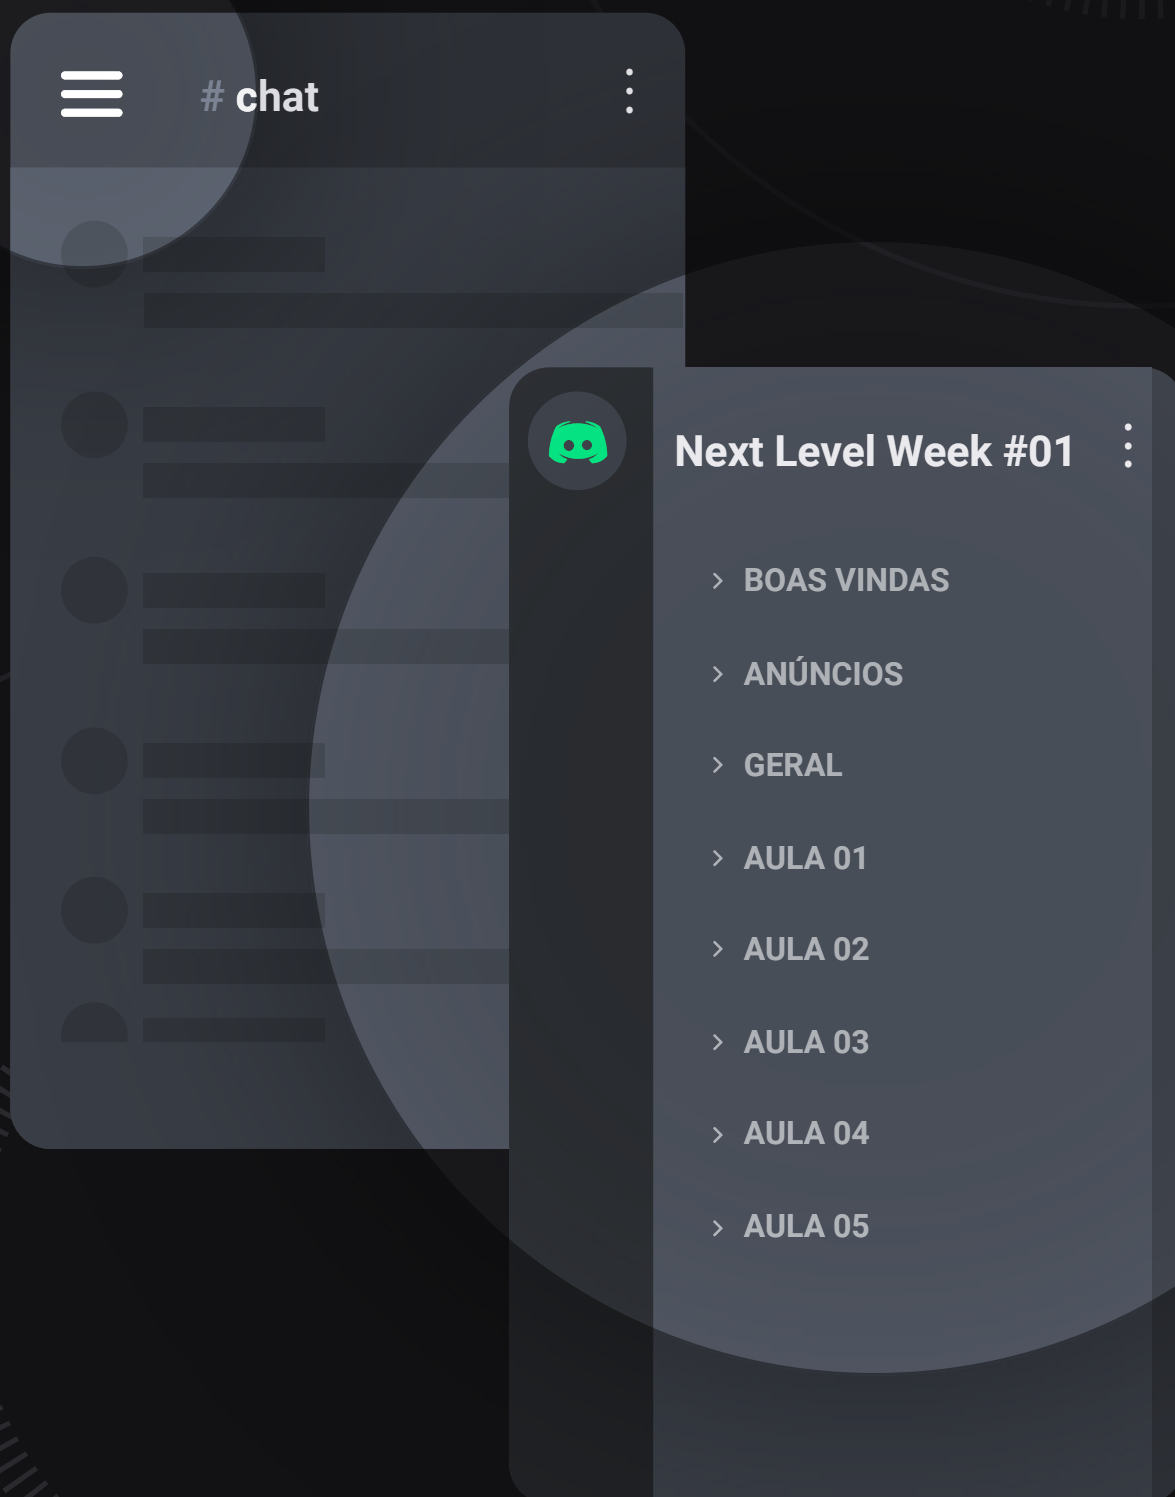 # chat
Next Level Week #01
BOAS VINDAS
ANÚNCIOS
GERAL
AULA 01
AULA 02
AULA 03
AULA 04
AULA 05